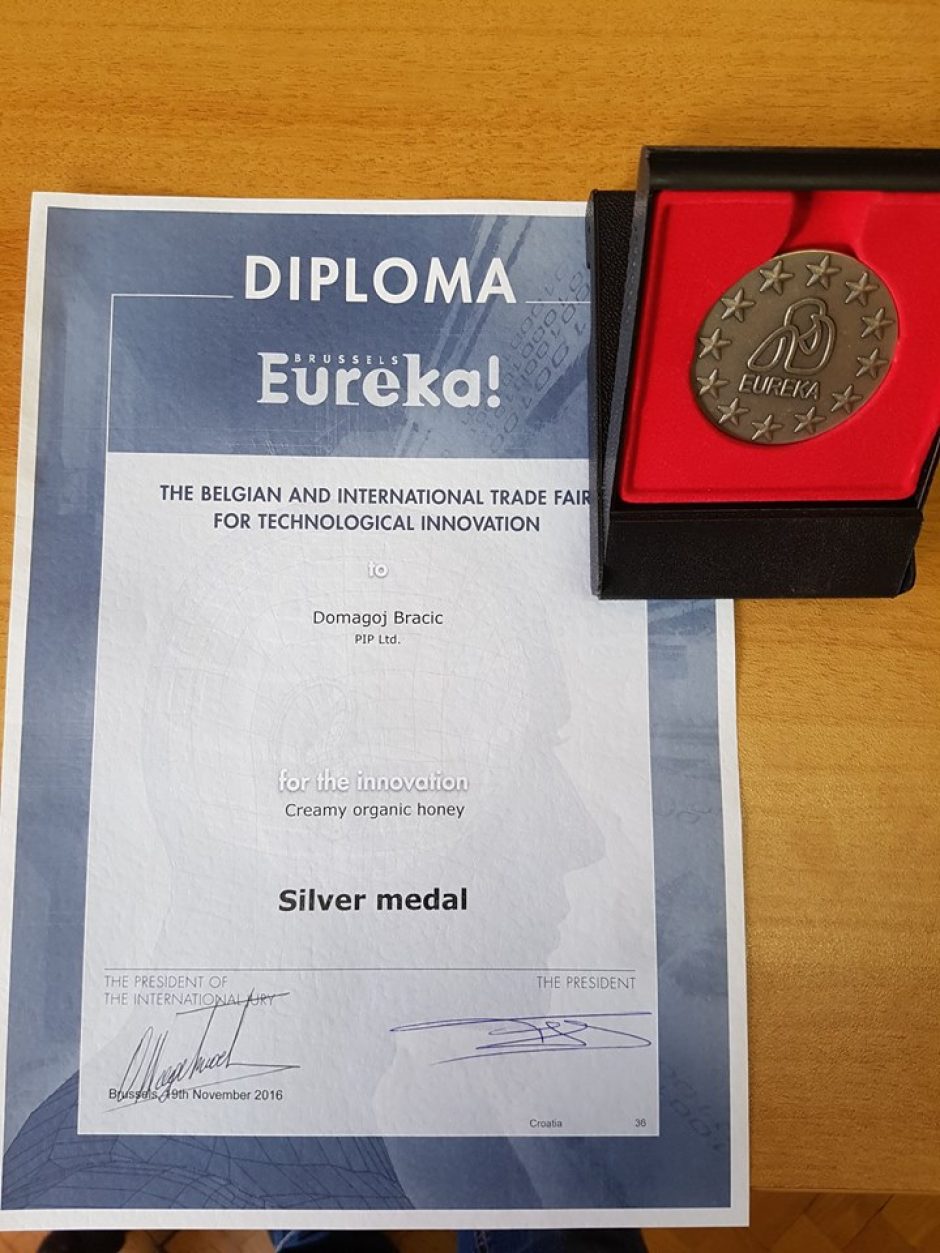 DIPLOMA
BRUSSELS
Eureka!
THE BELGIAN AND INTERNATIONAL TRADE FAIR
FOR TECHNOLOGICAL INNOVATION
to
Domagoj Bracic
PIP Ltd.
for the innovation
Creamy organic honey
Silver medal
THE PRESIDENT OF
THE INTERNATIONAL JURY
THE PRESIDENT
Brussels, 19th November 2016
Croatia 36
EUREKA